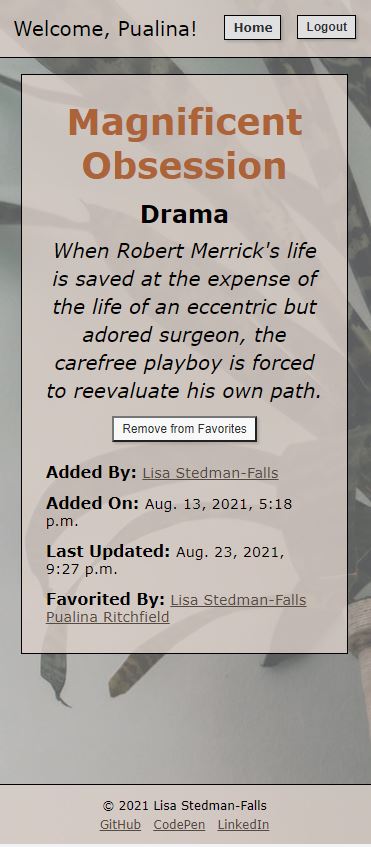 Welcome, Pualina!
Home
Logout
Magnificent
Obsession
Drama
When Robert Merrick's life
is saved at the expense of
the life of an eccentric but
adored surgeon, the
carefree playboy is forced
to reevaluate his own path.
Remove from Favorites
Added By: Lisa Stedman-Falls
Added On: Aug. 13, 2021, 5:18
p.m.
Last Updated: Aug. 23, 2021,
9:27 p.m.
Favorited By: Lisa Stedman-Falls
Pualina Ritchfield
© 2021 Lisa Stedman-Falls
GitHub CodePen LinkedIn